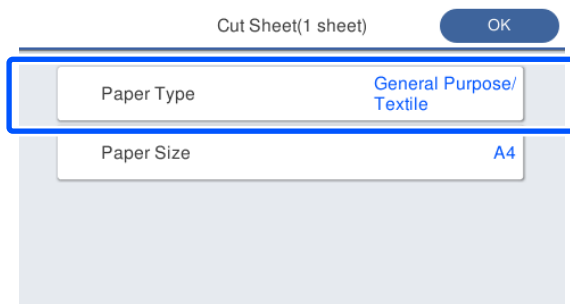 Cut Sheet(1 sheet)
OK
Paper Type
General Purpose/
Textile
Paper Size
A4